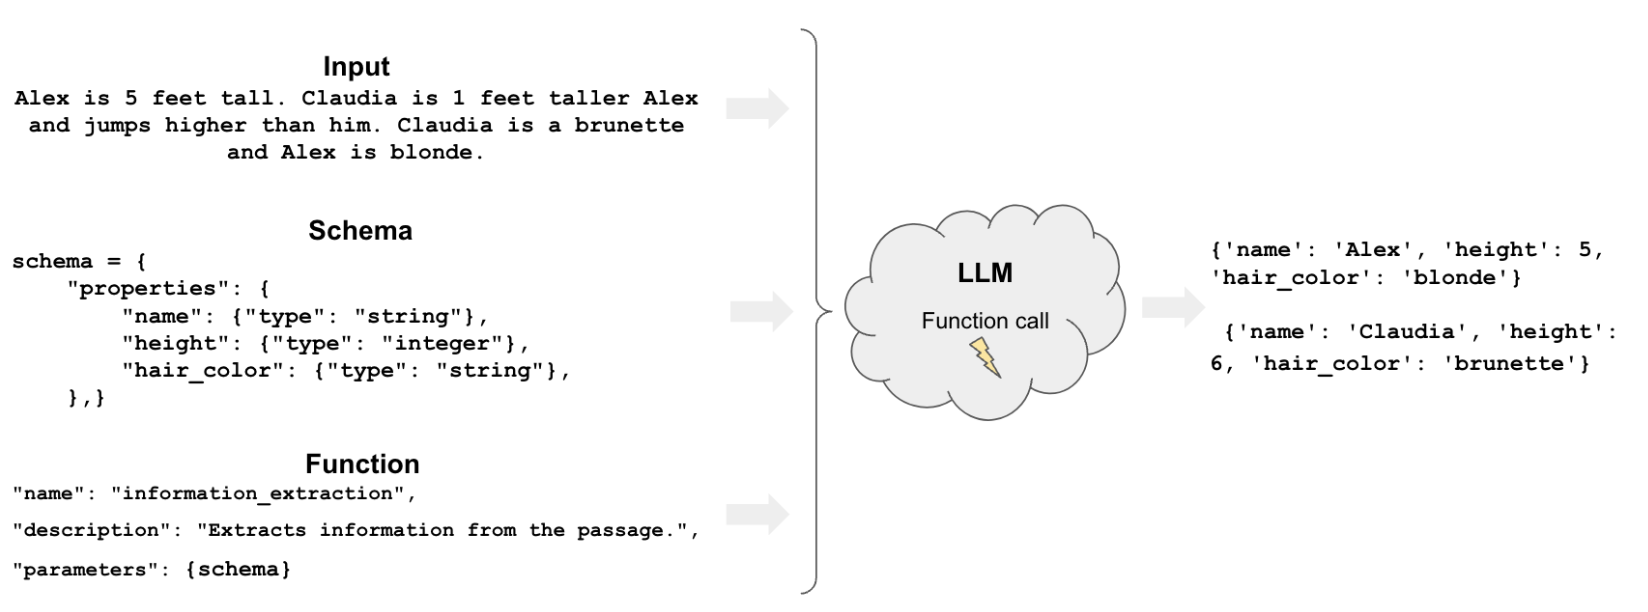 Input
Alex is 5 feet tall. Claudia is 1 feet taller Alex
and jumps higher than him. Claudia is a brunette
and Alex is blonde.
Schema
schema = {
"properties": {
"name": {"type": "string"},
"height": {"type": "integer"},
"hair_color": {"type": "string"},
},}
Function
"name": "information_extraction",
"description": "Extracts information from the passage.",
"parameters": {schema}
LLM
Function call
{'name': 'Alex', 'height': 5,
'hair_color': 'blonde'}
{'name': 'Claudia', 'height':
6, 'hair_color': 'brunette'}